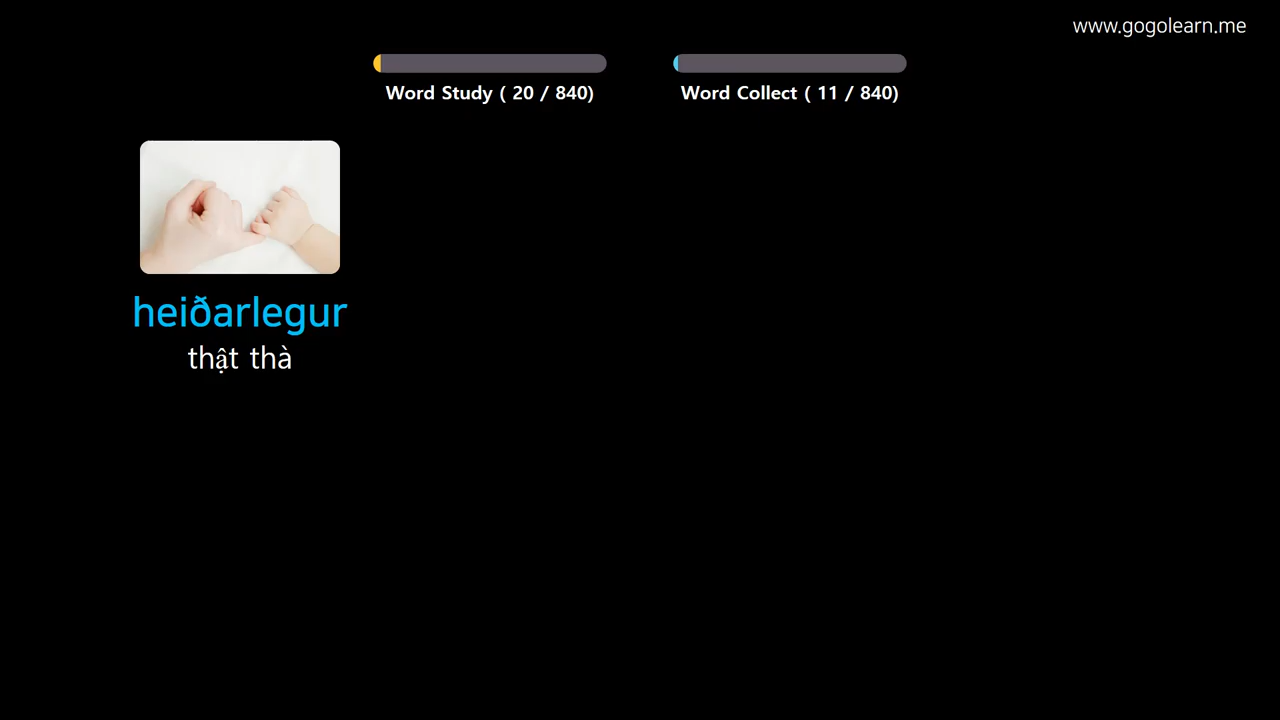 www.gogolearn.me
Word Study ( 20 / 840)
Word Collect ( 11 / 840)
heiðarlegur
thật thà